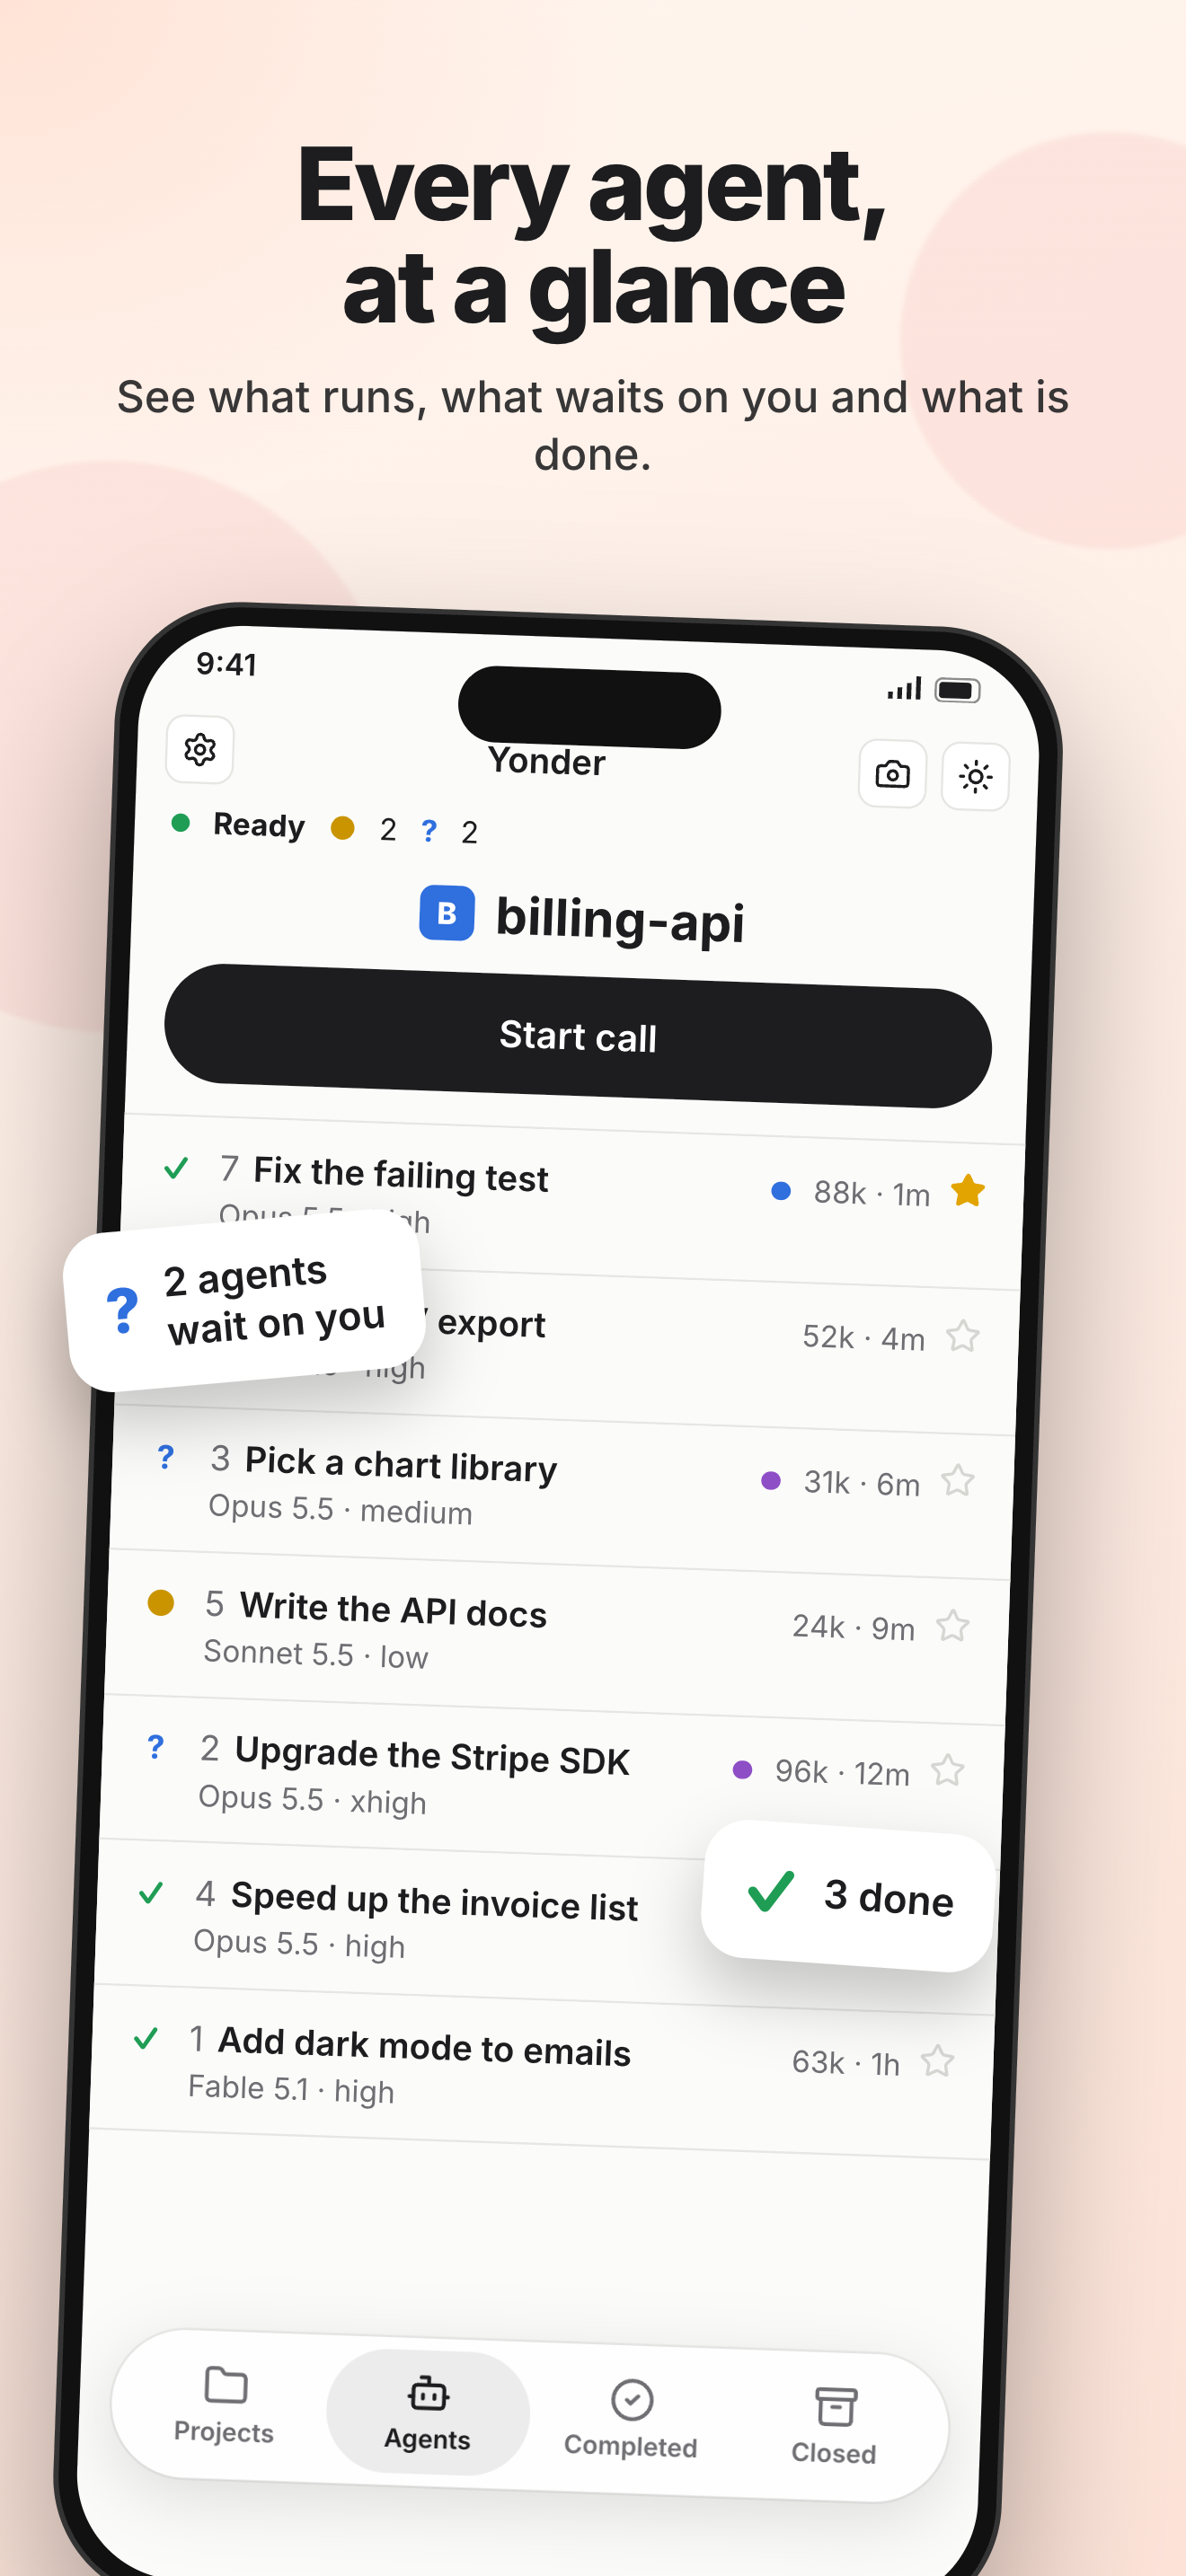 Every agent,
at a glance
See what runs, what waits on you and what is
done.
9:41
Yonder
Ready 2 ? 2
B billing-api
Start call
7 Fix the failing test 88k · 1m
2 agents
wait on you
?
export 52k · 4m
high
? 3 Pick a chart library 31k · 6m
Opus 5.5 · medium
5 Write the API docs 24k · 9m
Sonnet 5.5 · low
? 2 Upgrade the Stripe SDK 96k · 12m
Opus 5.5 · xhigh
4 Speed up the invoice list
3 done
Opus 5.5 · high
1 Add dark mode to emails 63k · 1h
Fable 5.1 · high
Projects
Agents
Completed
Closed